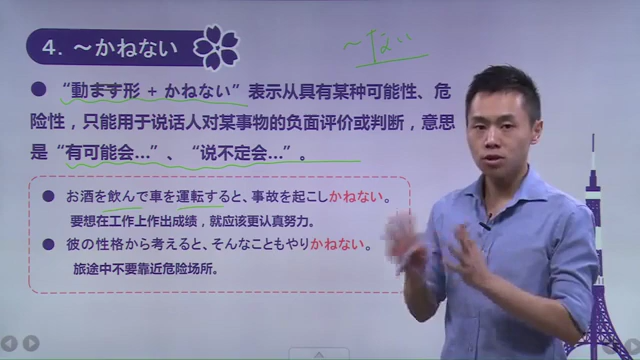 4. ～かねない
～ない
“動ます形 + かねない”表示从具有某种可能性、危
险性，只能用于说话人对某事物的负面评价或判断，意思
是“有可能会…”、“说不定会…”。
お酒を飲んで車を運転すると、事故を起こしかねない。
要想在工作上作出成绩，就应该更认真努力。
彼の性格から考えると、そんなこともやりかねない。
旅途中不要靠近危险场所。